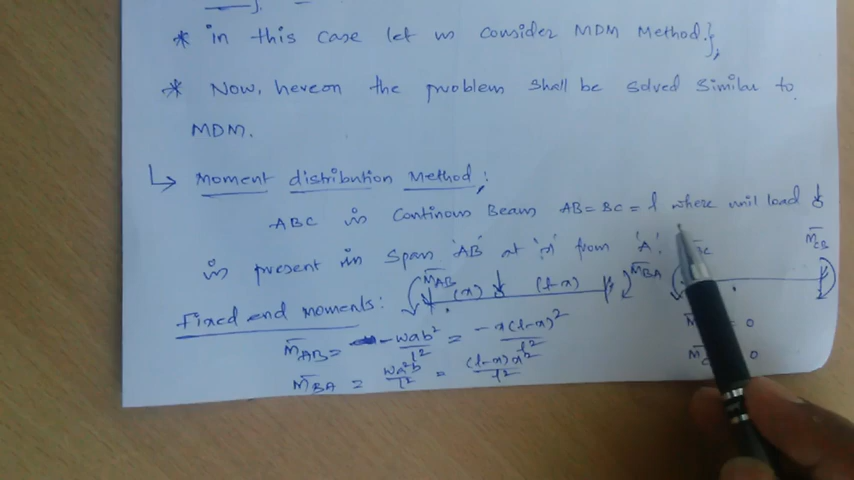 * in this case let us consider MDM Method.},
* Now, hereon the problem shall be solved similar to
MDM.
↳ Moment distribution Method;
ABC is Continous Beam AB = BC = l where unit load ↓
is present in span 'AB' at 'x' from 'A'.
Fixed end moments: M̅AB (x) (l-x) M̅BA M̅CB
M̅AB = -wab²/l² = -x(l-x)²/l² = 0
M̅BA = wa²b/l² = (l-x)x²/l² = 0